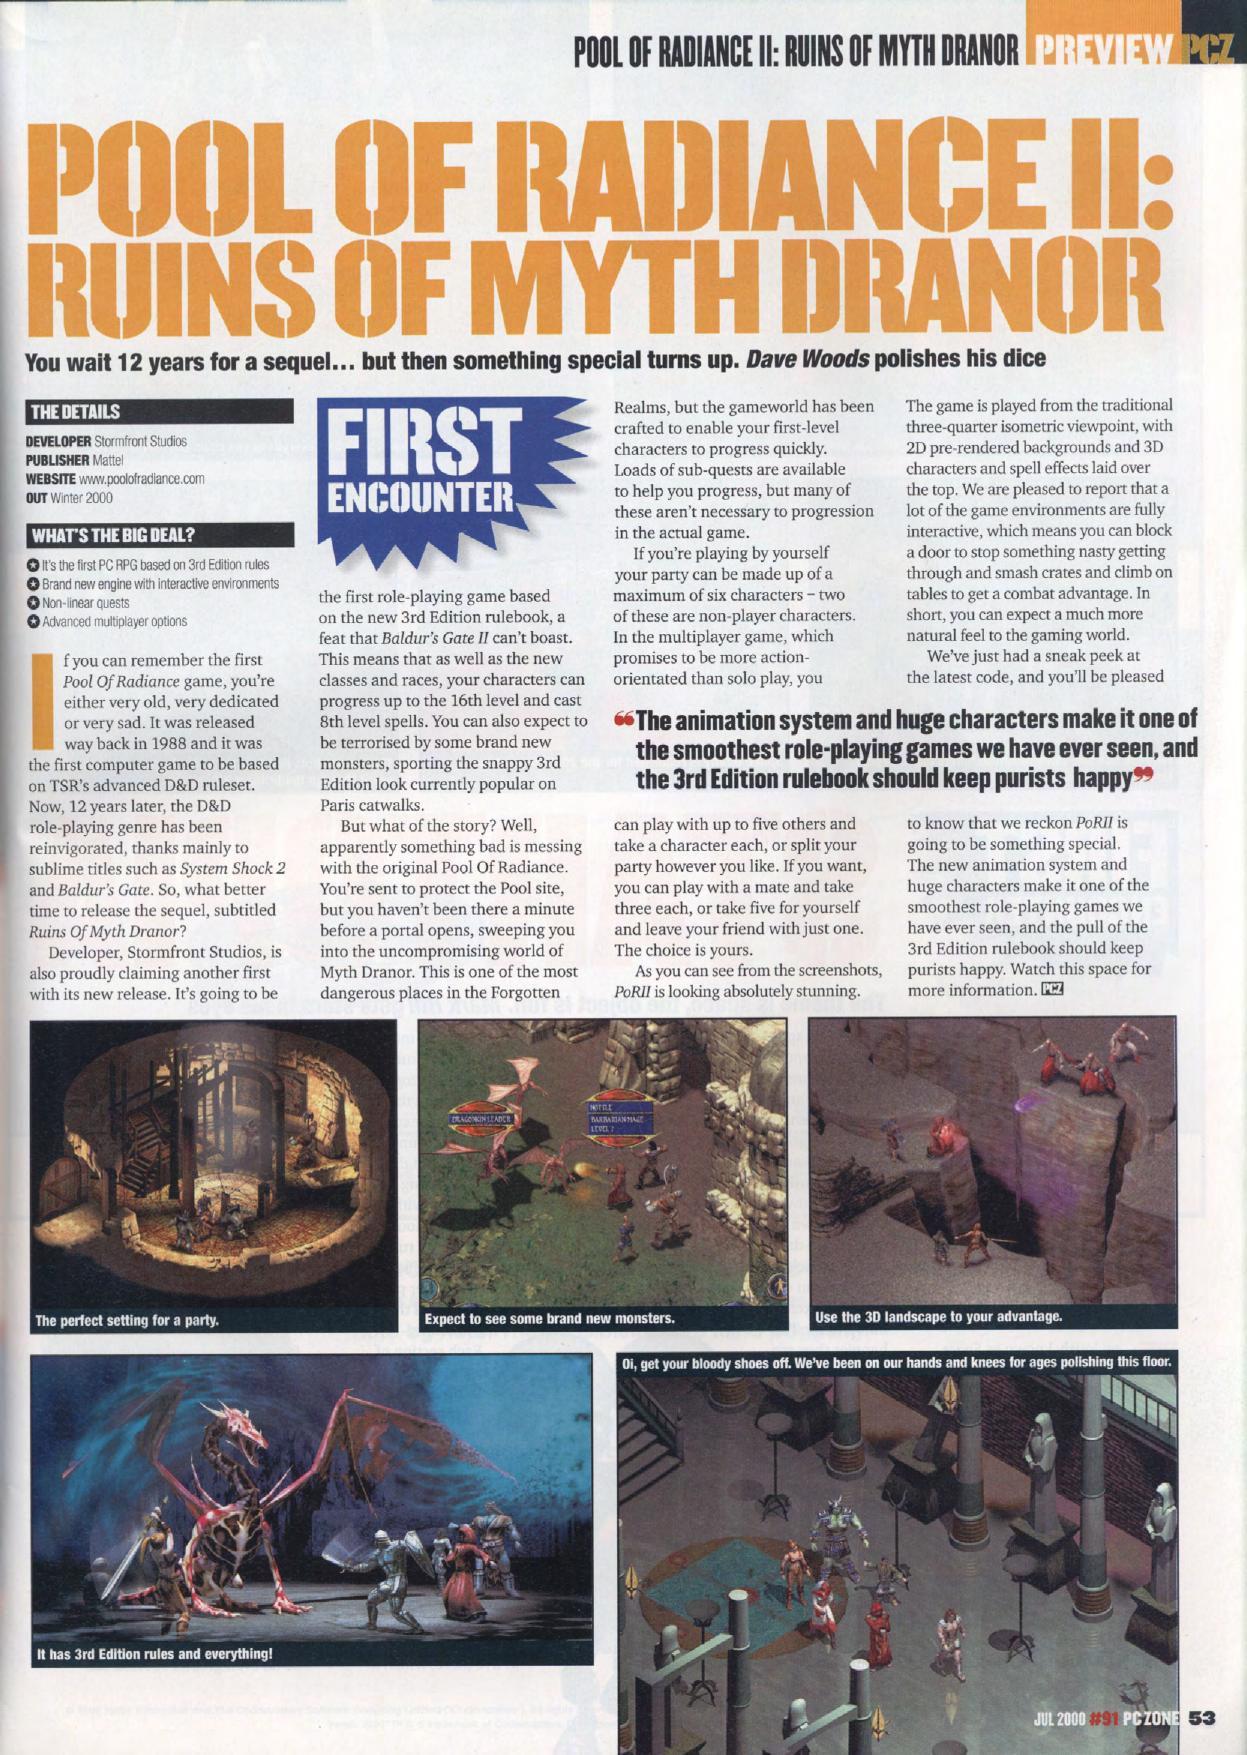 POOL OF RADIANCE II: RUINS OF MYTH DRANOR PREVIEW PCZ
POOL OF RADIANCE II:
RUINS OF MYTH DRANOR
You wait 12 years for a sequel... but then something special turns up. Dave Woods polishes his dice
THE DETAILS
DEVELOPER Stormfront Studios
PUBLISHER Mattel
WEBSITE www.poolofradiance.com
OUT Winter 2000
WHAT'S THE BIG DEAL?
It's the first PC RPG based on 3rd Edition rules
Brand new engine with interactive environments
Non-linear quests
Advanced multiplayer options
If you can remember the first
Pool Of Radiance game, you're
either very old, very dedicated
or very sad. It was released
way back in 1988 and it was
the first computer game to be based
on TSR's advanced D&D ruleset.
Now, 12 years later, the D&D
role-playing genre has been
reinvigorated, thanks mainly to
sublime titles such as System Shock 2
and Baldur's Gate. So, what better
time to release the sequel, subtitled
Ruins Of Myth Dranor?
Developer, Stormfront Studios, is
also proudly claiming another first
with its new release. It's going to be
FIRST
ENCOUNTER
the first role-playing game based
on the new 3rd Edition rulebook, a
feat that Baldur's Gate II can't boast.
This means that as well as the new
classes and races, your characters can
progress up to the 16th level and cast
8th level spells. You can also expect to
be terrorised by some brand new
monsters, sporting the snappy 3rd
Edition look currently popular on
Paris catwalks.
But what of the story? Well,
apparently something bad is messing
with the original Pool Of Radiance.
You're sent to protect the Pool site,
but you haven't been there a minute
before a portal opens, sweeping you
into the uncompromising world of
Myth Dranor. This is one of the most
dangerous places in the Forgotten
Realms, but the gameworld has been
crafted to enable your first-level
characters to progress quickly.
Loads of sub-quests are available
to help you progress, but many of
these aren't necessary to progression
in the actual game.
If you're playing by yourself
your party can be made up of a
maximum of six characters – two
of these are non-player characters.
In the multiplayer game, which
promises to be more action-
orientated than solo play, you
can play with up to five others and
take a character each, or split your
party however you like. If you want,
you can play with a mate and take
three each, or take five for yourself
and leave your friend with just one.
The choice is yours.
As you can see from the screenshots,
PoRII is looking absolutely stunning.
The game is played from the traditional
three-quarter isometric viewpoint, with
2D pre-rendered backgrounds and 3D
characters and spell effects laid over
the top. We are pleased to report that a
lot of the game environments are fully
interactive, which means you can block
a door to stop something nasty getting
through and smash crates and climb on
tables to get a combat advantage. In
short, you can expect a much more
natural feel to the gaming world.
We've just had a sneak peek at
the latest code, and you'll be pleased
to know that we reckon PoRII is
going to be something special.
The new animation system and
huge characters make it one of the
smoothest role-playing games we
have ever seen, and the pull of the
3rd Edition rulebook should keep
purists happy. Watch this space for
more information. PCZ
“The animation system and huge characters make it one of
the smoothest role-playing games we have ever seen, and
the 3rd Edition rulebook should keep purists happy”
The perfect setting for a party.
DRAGONKIN LEADER
BARBARIAN/MAGE
LEVEL 7
Expect to see some brand new monsters.
Use the 3D landscape to your advantage.
It has 3rd Edition rules and everything!
Oi, get your bloody shoes off. We've been on our hands and knees for ages polishing this floor.
JUL 2000 #91 PC ZONE 53